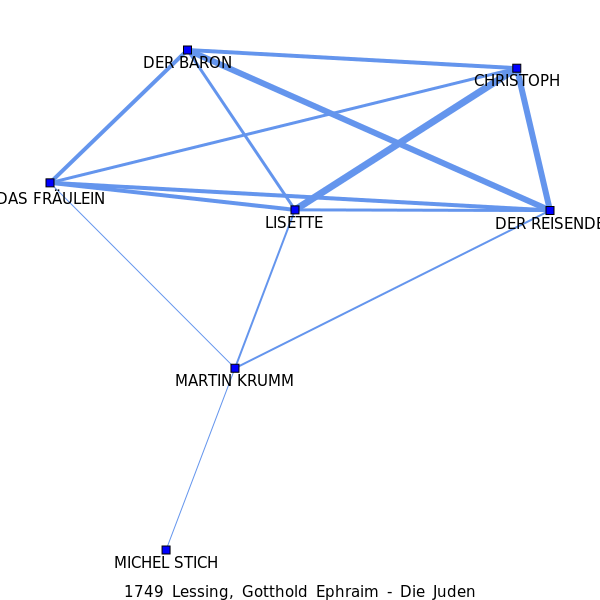 DER BARON
CHRISTOPH
DAS FRÄULEIN
LISETTE
DER REISENDE
MARTIN KRUMM
MICHEL STICH
1749 Lessing, Gotthold Ephraim - Die Juden